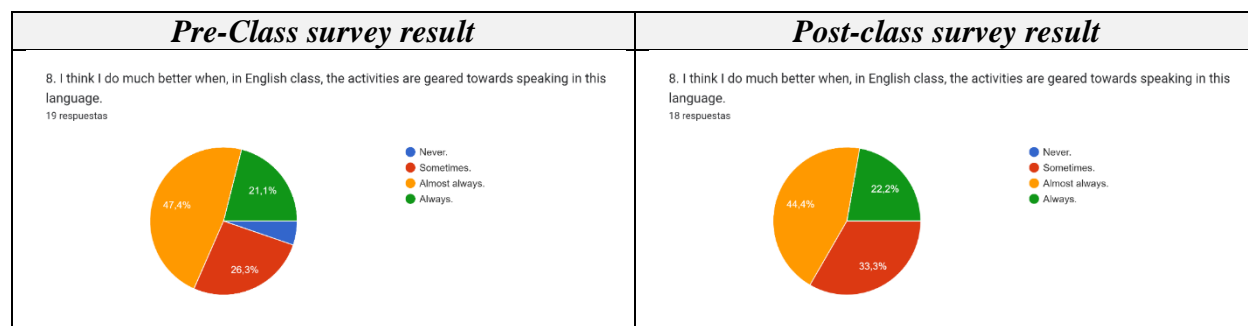 Pre-Class survey result
Post-class survey result
8. I think I do much better when, in English class, the activities are geared towards speaking in this
language.
19 respuestas
47,4%
21,1%
26,3%
Never.
Sometimes.
Almost always.
Always.
8. I think I do much better when, in English class, the activities are geared towards speaking in this
language.
18 respuestas
44,4%
22,2%
33,3%
Never.
Sometimes.
Almost always.
Always.